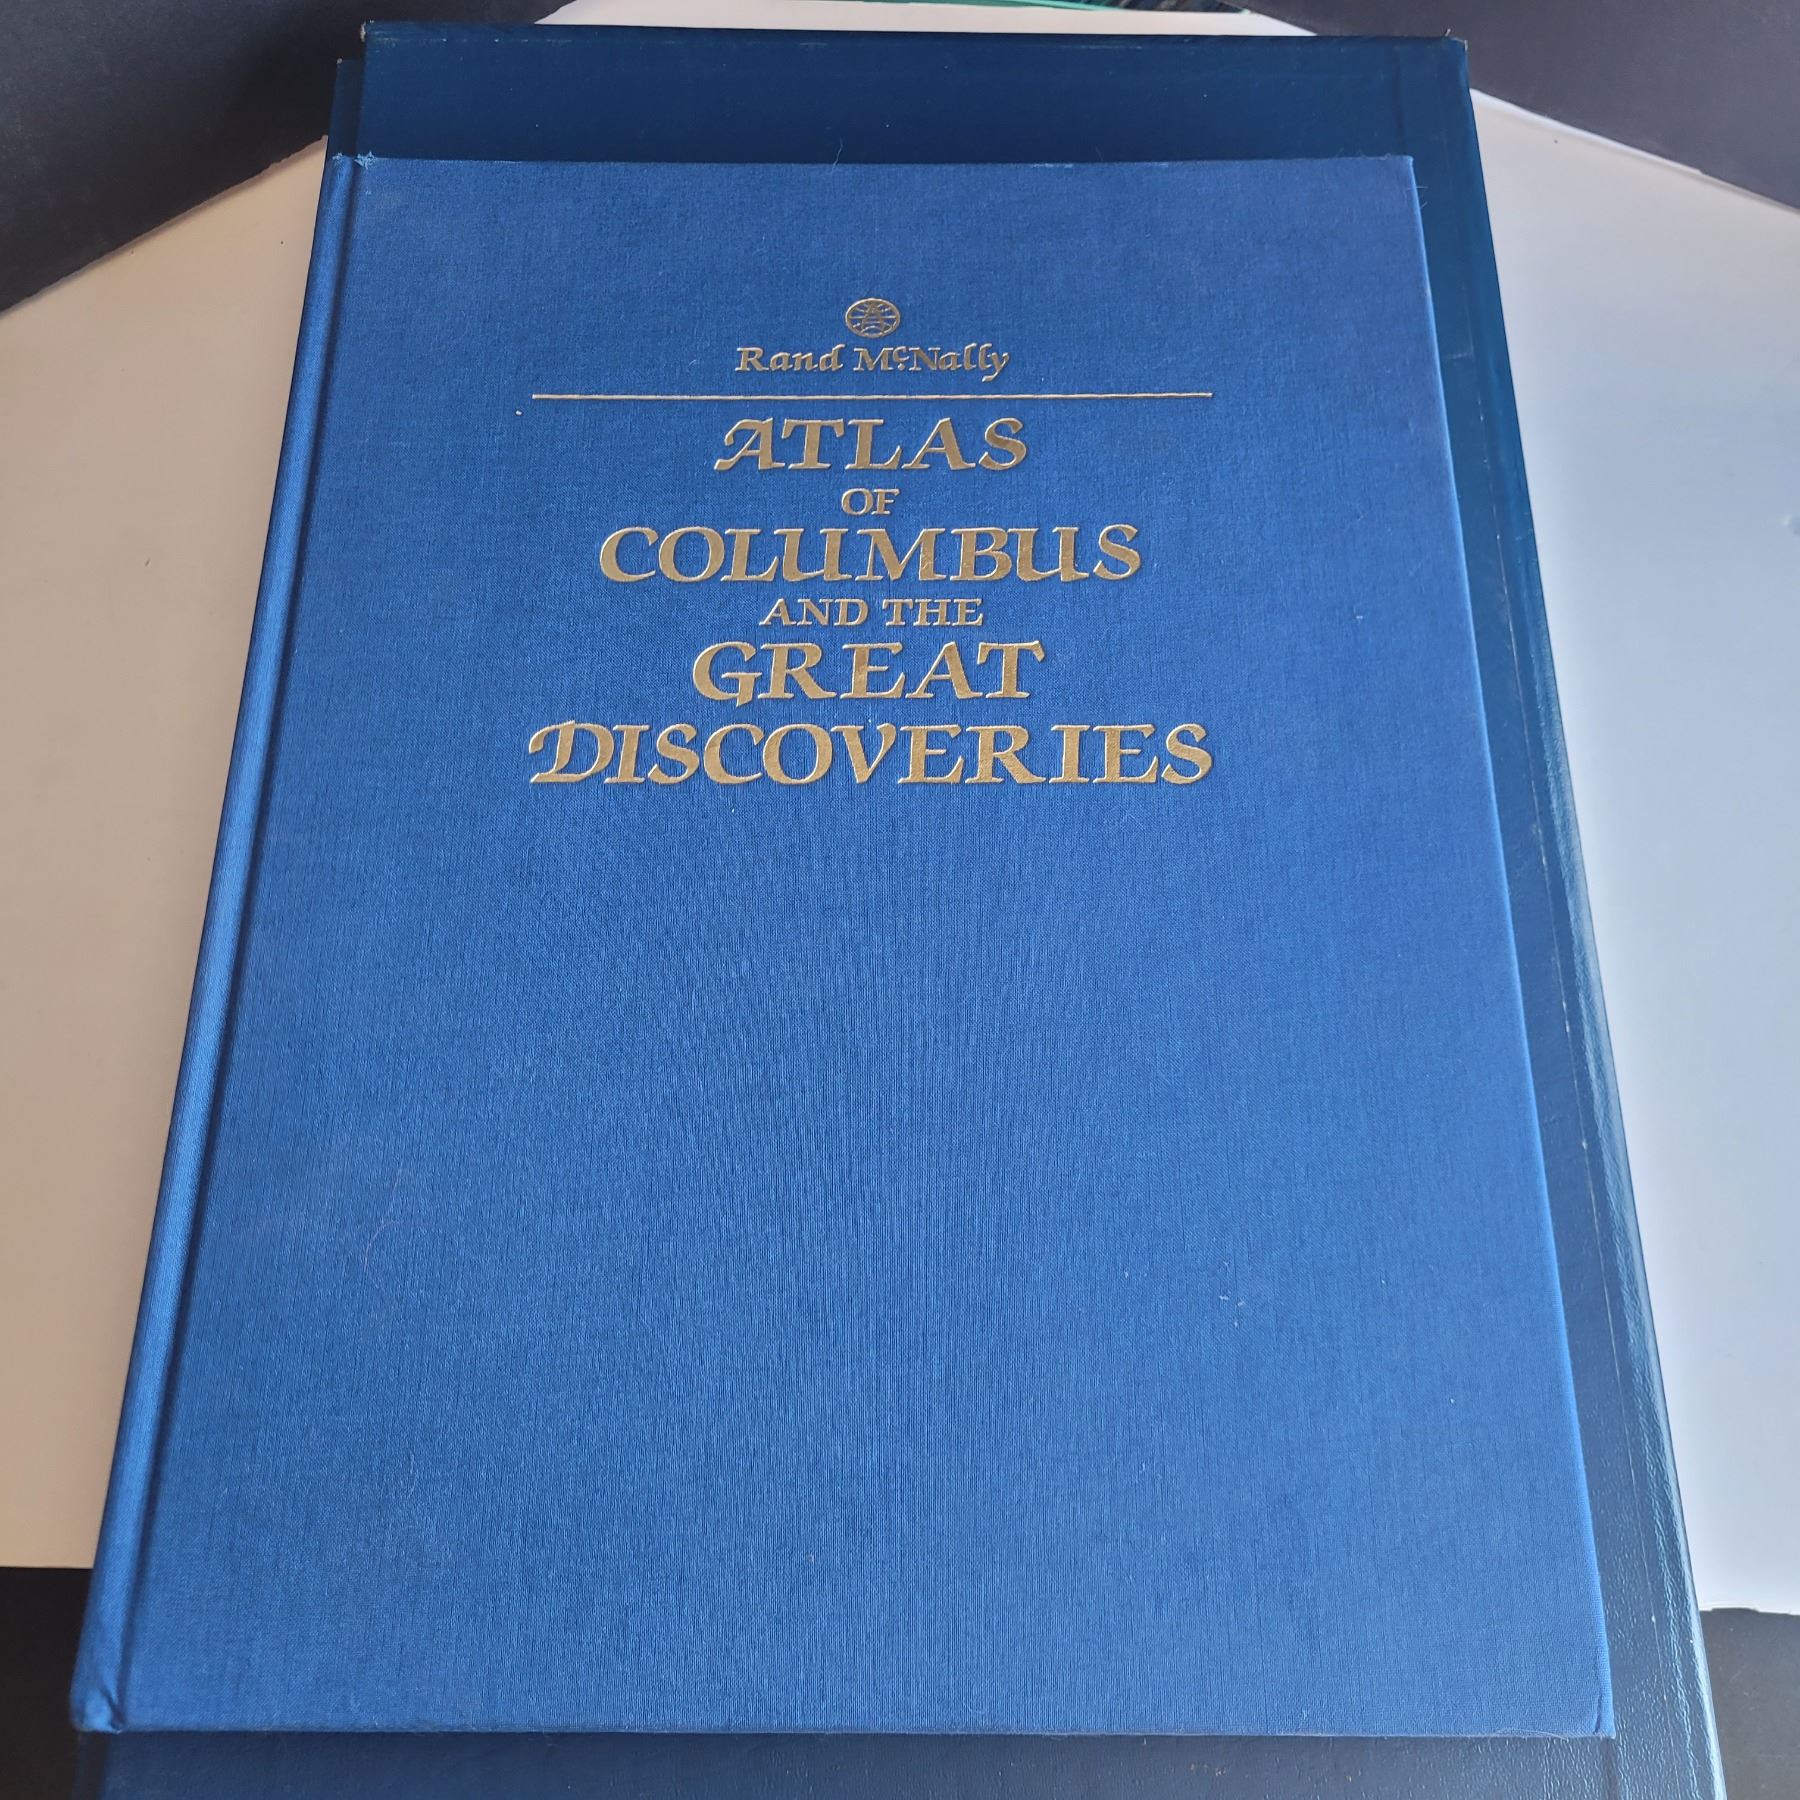 Rand McNally
ATLAS
OF
COLUMBUS
AND THE
GREAT
DISCOVERIES